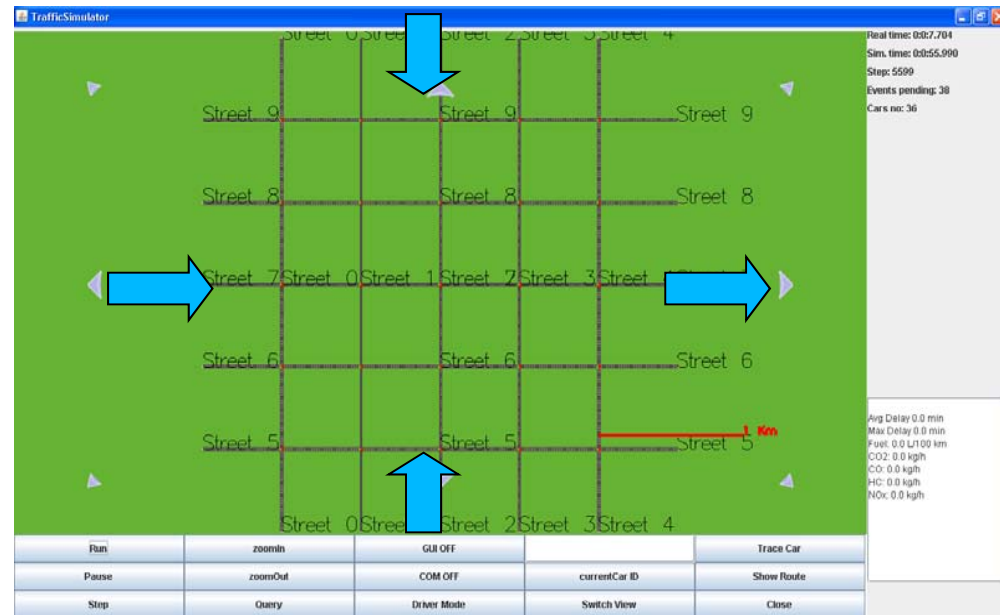 TrafficSimulator
Street 0 Stree Street 2 Street 3 Street 4
Real time: 0:0:7.704
Sim. time: 0:0:55.990
Step: 5599
Events pending: 38
Cars no: 36
Street 9 Street 9 Street 9
Street 8 Street 8 Street 8
Street 7 Street 0 Street 1 Street 2 Street 3 Street
Street 6 Street 6 Street 6
1 Km
Street 5 Street 5 Street 5
Avg Delay 0.0 min
Max Delay 0.0 min
Fuel: 0.0 L/100 km
CO2: 0.0 kg/h
CO: 0.0 kg/h
HC: 0.0 kg/h
NOx: 0.0 kg/h
Street 0 Stree Street 2 Street 3 Street 4
Run zoomIn GUI OFF Trace Car
Pause zoomOut COM OFF currentCar ID Show Route
Step Query Driver Mode Switch View Close